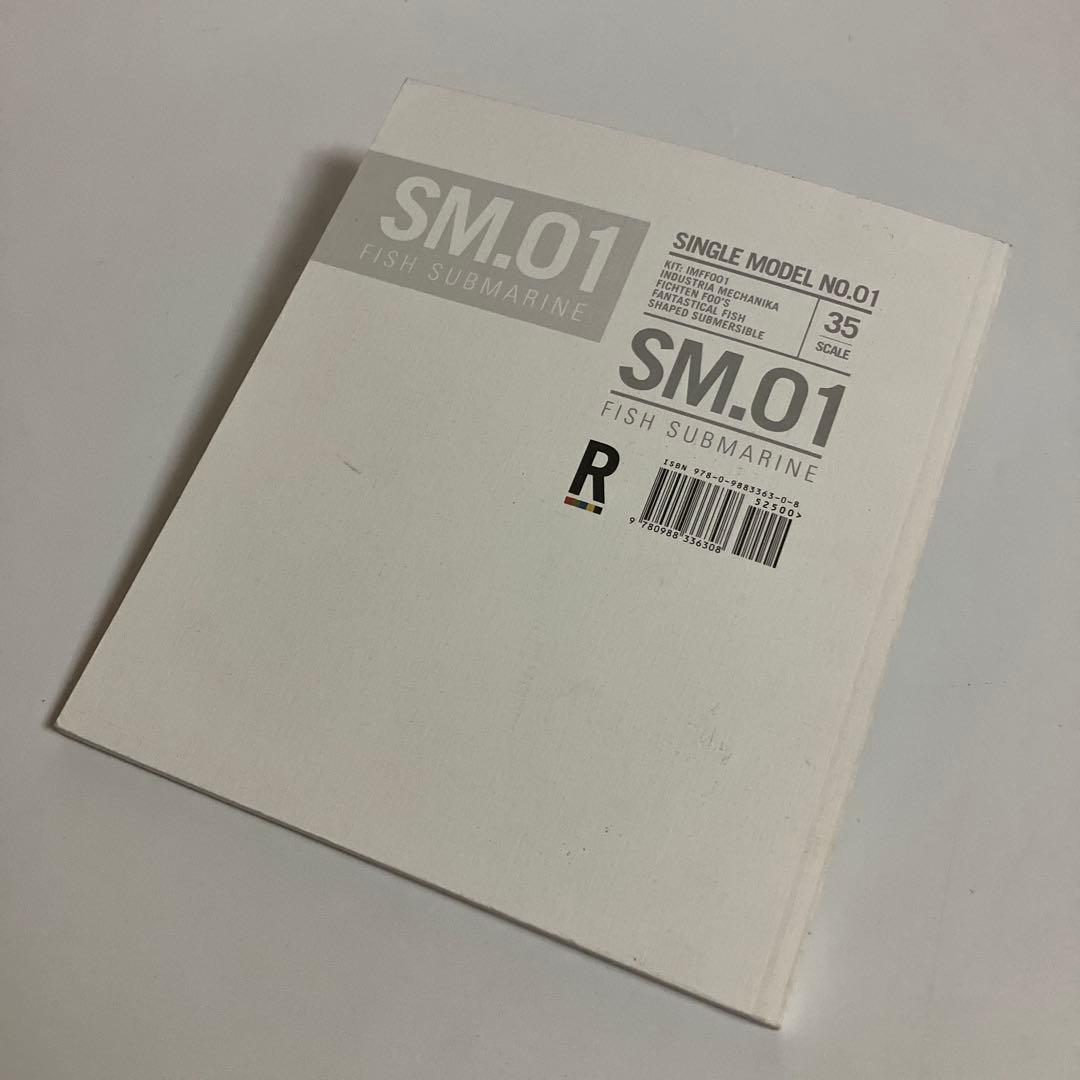 SM.01
FISH SUBMARINE
SINGLE MODEL NO.01
KIT: IMFF001
INDUSTRIA MECHANIKA
FICHTEN FOO'S
FANTASTICAL FISH
SHAPED SUBMERSIBLE
35
SCALE
SM.01
FISH SUBMARINE
R
ISBN 978-0-9883363-0-8
52500>
9 780988 336308